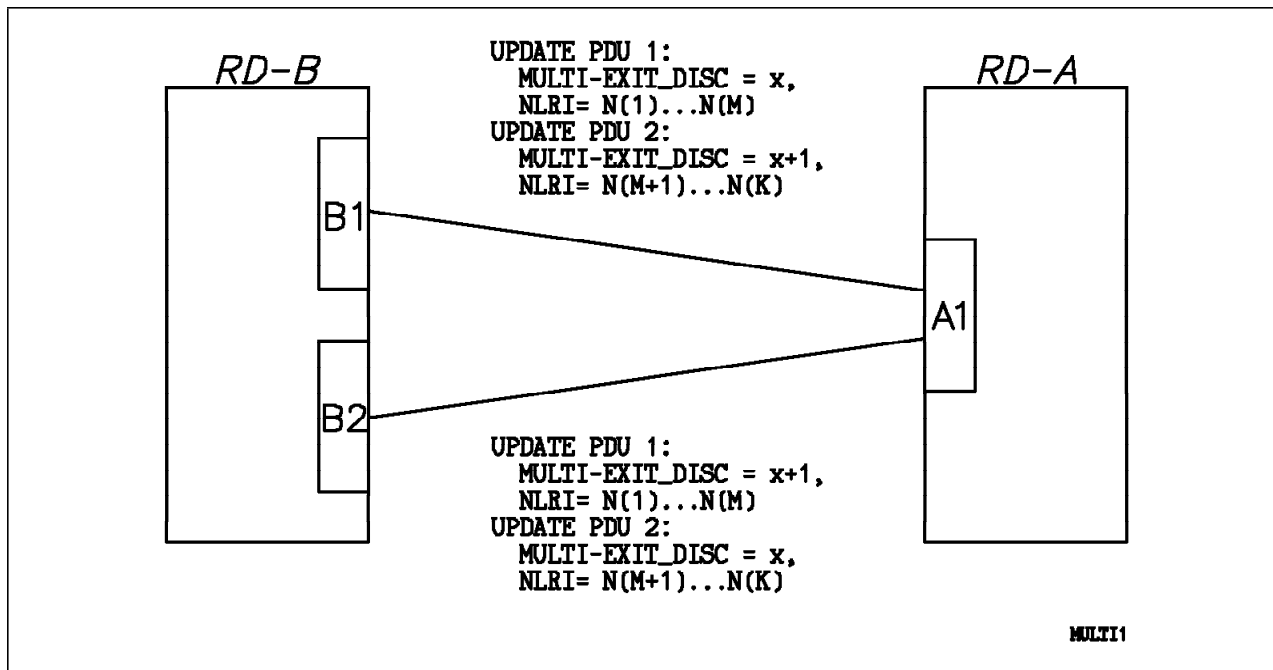 RD-B
RD-A
UPDATE PDU 1:
MULTI-EXIT_DISC = x,
NLRI= N(1)...N(M)
UPDATE PDU 2:
MULTI-EXIT_DISC = x+1,
NLRI= N(M+1)...N(K)
B1
A1
B2
UPDATE PDU 1:
MULTI-EXIT_DISC = x+1,
NLRI= N(1)...N(M)
UPDATE PDU 2:
MULTI-EXIT_DISC = x,
NLRI= N(M+1)...N(K)
MULTI1